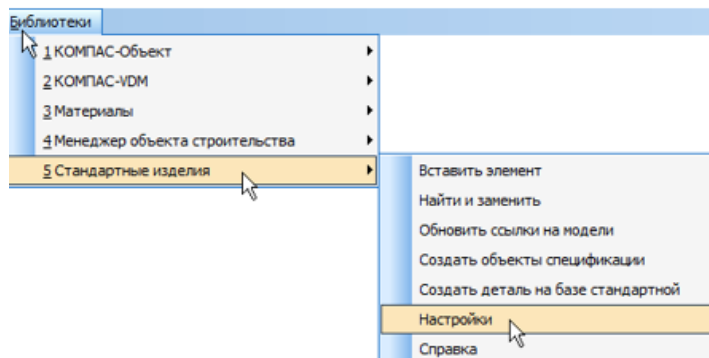 Библиотеки
1 КОМПАС-Объект
2 КОМПАС-VDM
3 Материалы
4 Менеджер объекта строительства
5 Стандартные изделия
Вставить элемент
Найти и заменить
Обновить ссылки на модели
Создать объекты спецификации
Создать деталь на базе стандартной
Настройки
Справка